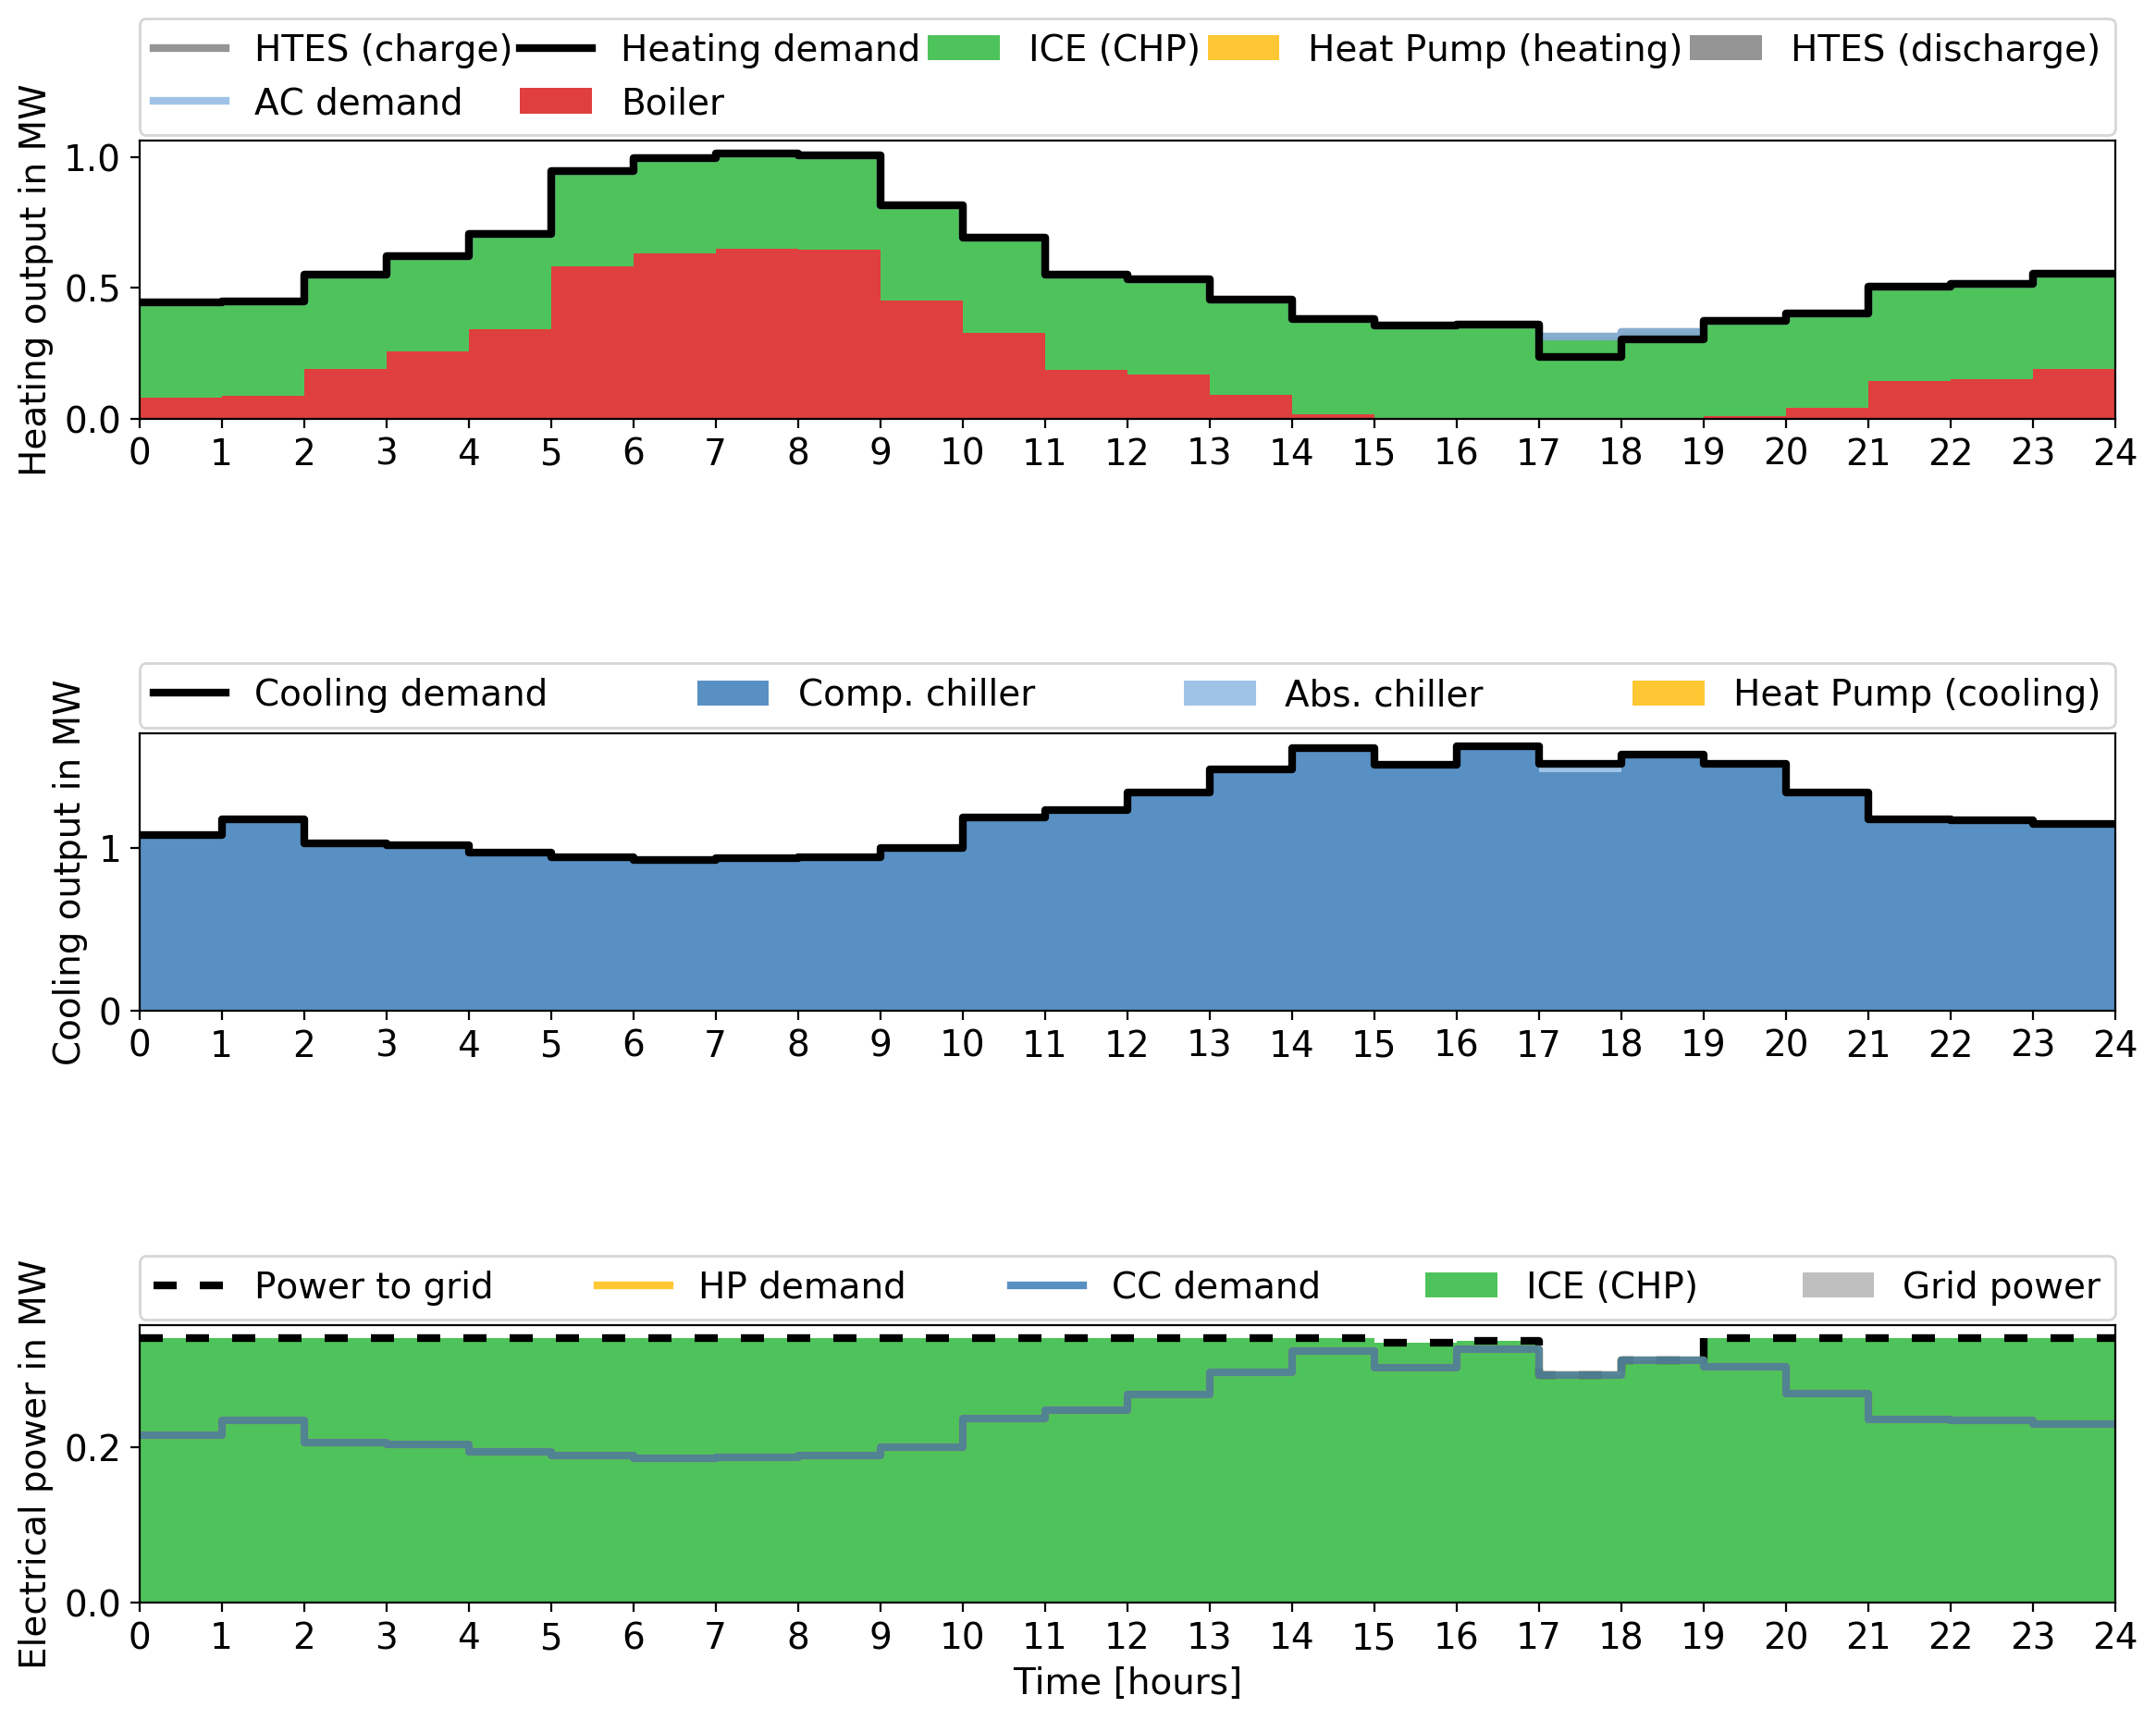 HTES (charge) Heating demand ICE (CHP) Heat Pump (heating) HTES (discharge)
AC demand Boiler
Heating output in MW
1.0
0.5
0.0
0 1 2 3 4 5 6 7 8 9 10 11 12 13 14 15 16 17 18 19 20 21 22 23 24
Cooling demand Comp. chiller Abs. chiller Heat Pump (cooling)
Cooling output in MW
1
0
0 1 2 3 4 5 6 7 8 9 10 11 12 13 14 15 16 17 18 19 20 21 22 23 24
Power to grid HP demand CC demand ICE (CHP) Grid power
Electrical power in MW
0.2
0.0
0 1 2 3 4 5 6 7 8 9 10 11 12 13 14 15 16 17 18 19 20 21 22 23 24
Time [hours]